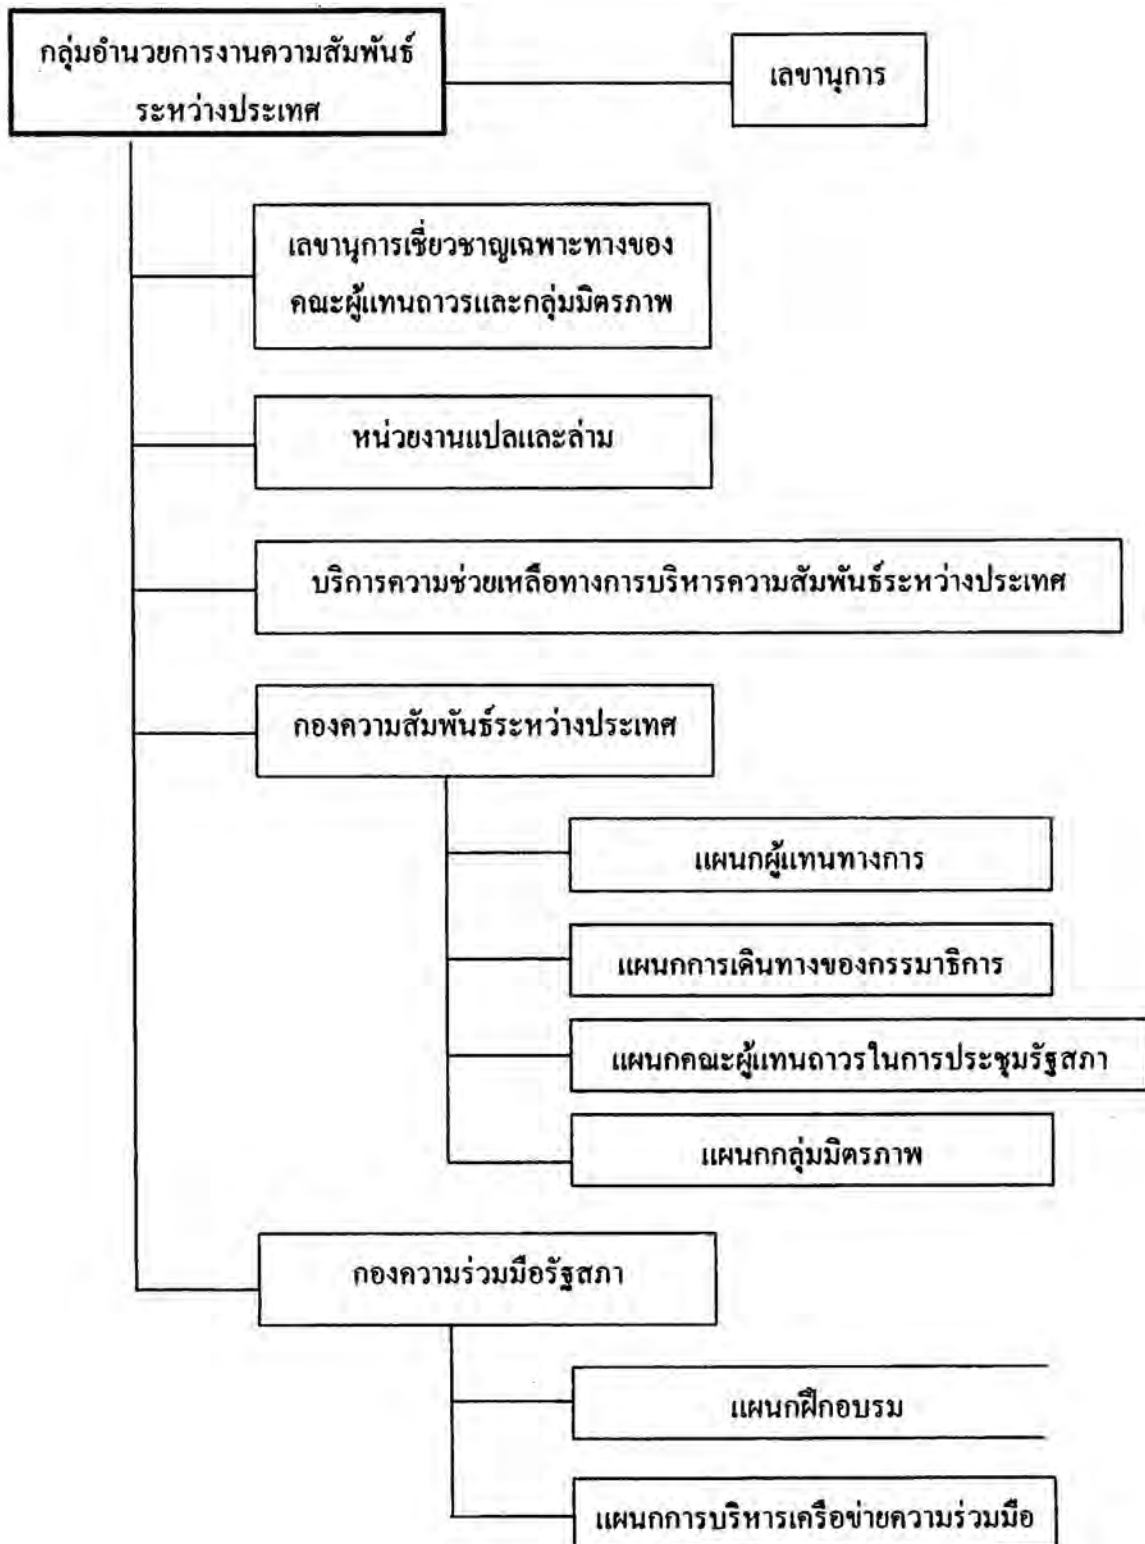 กลุ่มอำนวยการงานความสัมพันธ์
ระหว่างประเทศ
เลขานุการ
เลขานุการเชี่ยวชาญเฉพาะทางของ
คณะผู้แทนถาวรและกลุ่มมิตรภาพ
หน่วยงานแปลและล่าม
บริการความช่วยเหลือทางการบริหารความสัมพันธ์ระหว่างประเทศ
กองความสัมพันธ์ระหว่างประเทศ
แผนกผู้แทนทางการ
แผนกการเดินทางของกรรมาธิการ
แผนกคณะผู้แทนถาวรในการประชุมรัฐสภา
แผนกกลุ่มมิตรภาพ
กองความร่วมมือรัฐสภา
แผนกฝึกอบรม
แผนกการบริหารเครือข่ายความร่วมมือ